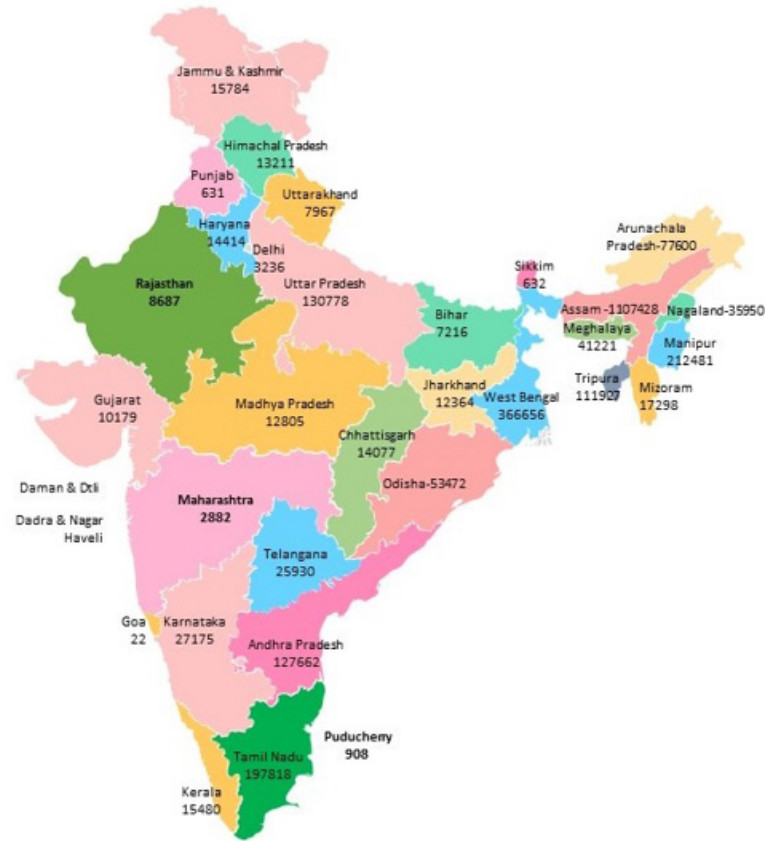 Jammu & Kashmir
15784
Himachal Pradesh
13211
Punjab
631
Uttarakhand
7967
Haryana
14414
Delhi
3236
Arunachala
Pradesh-77600
Rajasthan
8687
Uttar Pradesh
130778
Sikkim
632
Assam -1107428
Nagaland-35950
Bihar
7216
Meghalaya
41221
Manipur
212481
Tripura
111927
Mizoram
17298
Gujarat
10179
Madhya Pradesh
12805
Jharkhand
12364
West Bengal
366656
Chhattisgarh
14077
Odisha-53472
Daman & Dtli
Dadra & Nagar
Haveli
Maharashtra
2882
Telangana
25930
Goa
22
Karnataka
27175
Andhra Pradesh
127662
Puducherry
908
Tamil Nadu
197818
Kerala
15480